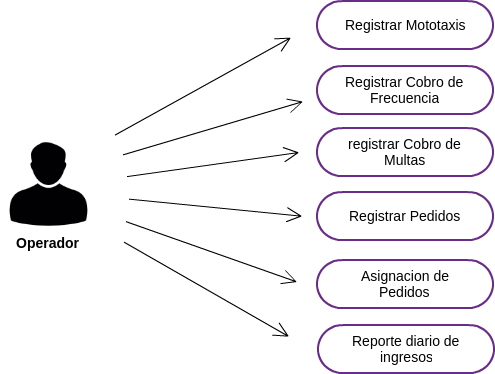 Registrar Mototaxis
Registrar Cobro de
Frecuencia
registrar Cobro de
Multas
Registrar Pedidos
Operador
Asignacion de
Pedidos
Reporte diario de
ingresos